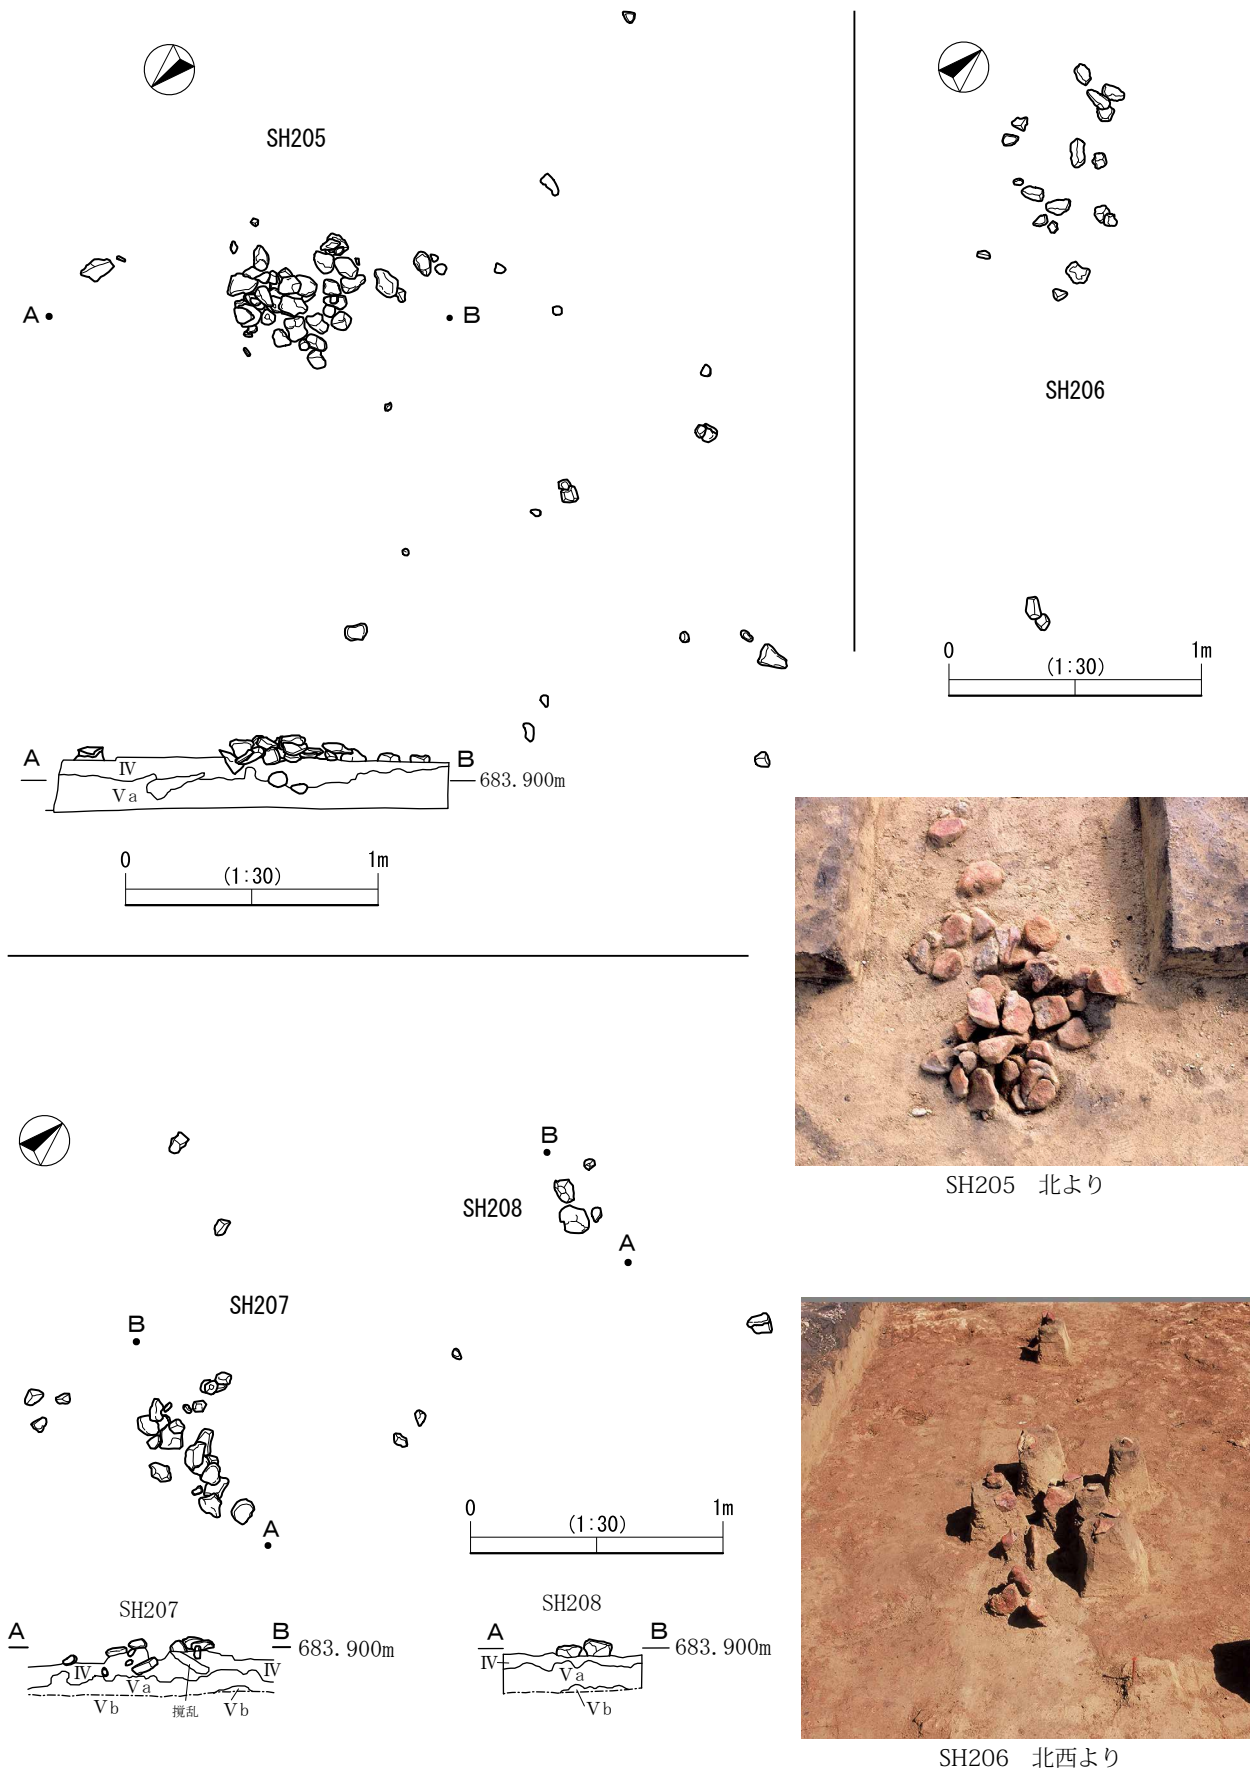 SH205
A
B
SH206
0 1m
(1:30)
A
B
Ⅳ
Ⅴa
683.900m
0 1m
(1:30)
SH205 北より
B
SH208
A
SH207
B
A
0 1m
(1:30)
SH207
A
B
683.900m
Ⅳ
Ⅳ
Ⅴa
Ⅴb
撹乱
Ⅴb
SH208
A
B
683.900m
Ⅳ
Ⅴa
Ⅴb
SH206 北西より